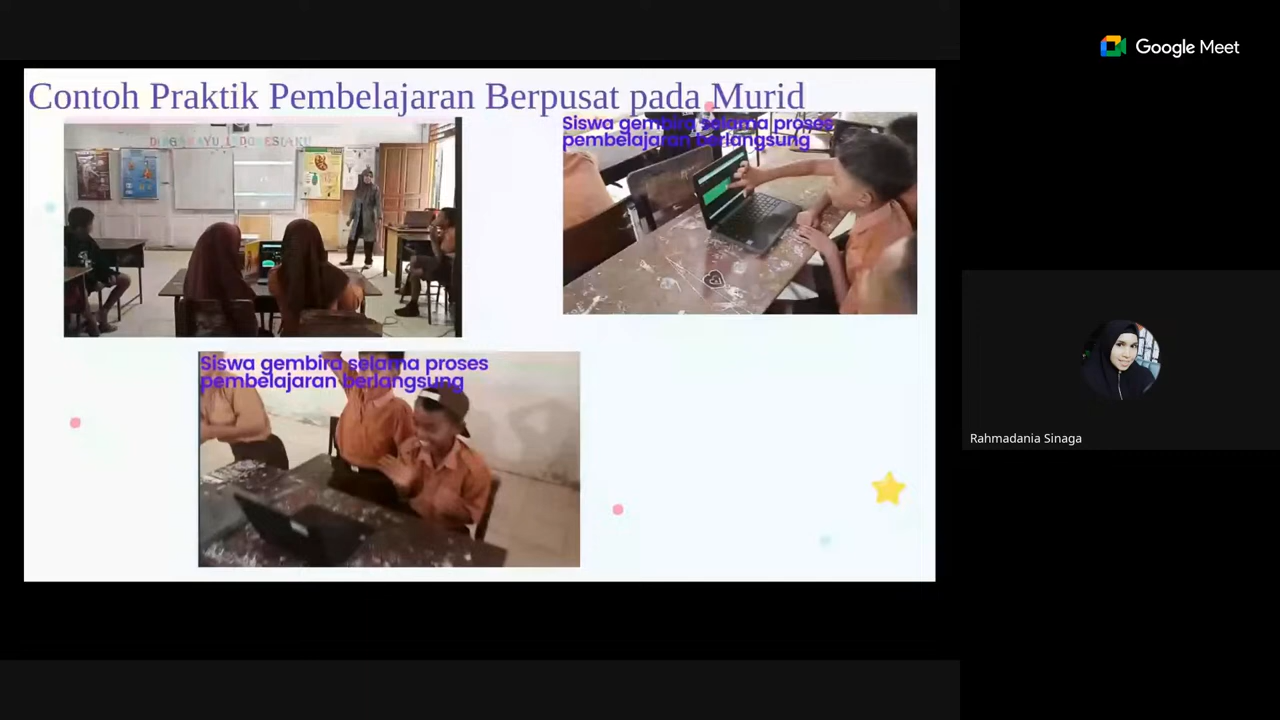 Google Meet
Contoh Praktik Pembelajaran Berpusat pada Murid
Siswa gembira selama proses
pembelajaran berlangsung
Siswa gembira selama proses
pembelajaran berlangsung
Rahmadania Sinaga